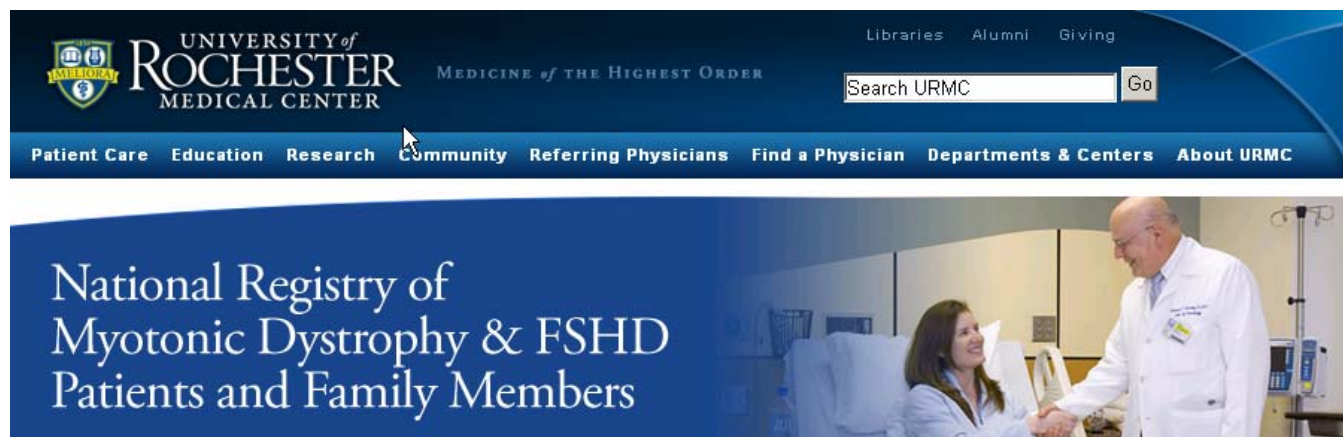 UNIVERSITY of
ROCHESTER
MEDICAL CENTER
MELIORA
MEDICINE of THE HIGHEST ORDER
Libraries Alumni Giving
Search URMC Go
Patient Care Education Research Community Referring Physicians Find a Physician Departments & Centers About URMC
National Registry of
Myotonic Dystrophy & FSHD
Patients and Family Members